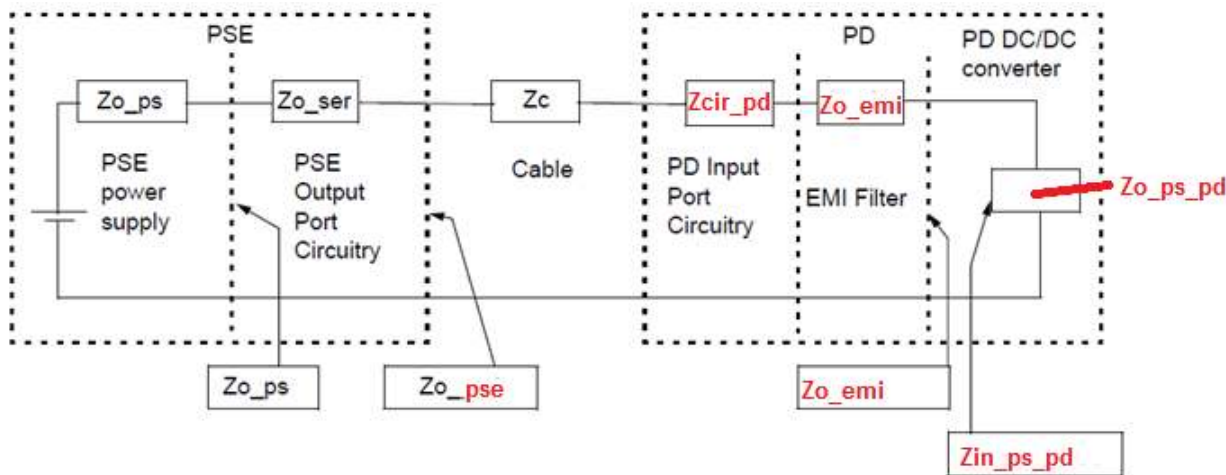 PSE
PD
PD DC/DC
converter
Zo_ps
Zo_ser
Zc
Zcir_pd
Zo_emi
PSE
power
supply
PSE
Output
Port
Circuitry
Cable
PD Input
Port
Circuitry
EMI Filter
Zo_ps_pd
Zo_ps
Zo_pse
Zo_emi
Zin_ps_pd